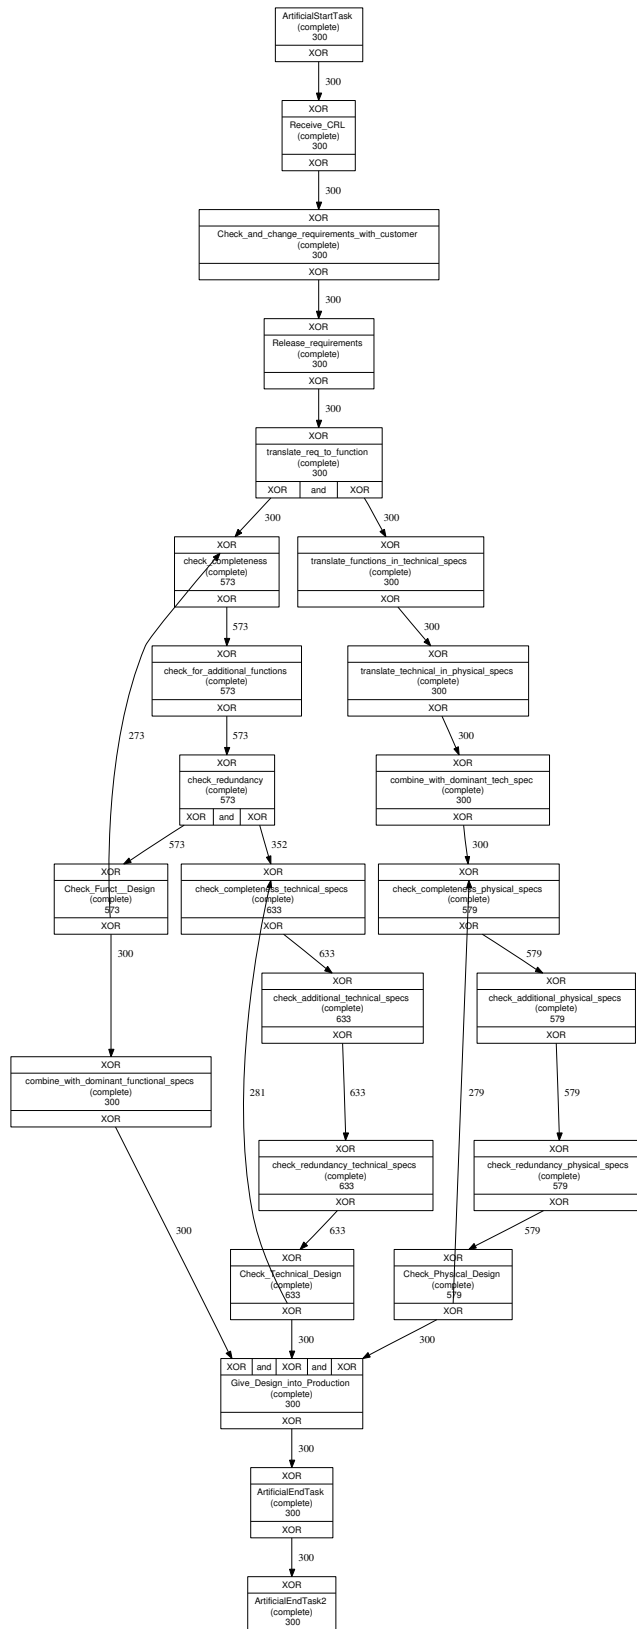 ArtificialStartTask
(complete)
300
XOR
300
XOR
Receive_CRL
(complete)
300
XOR
300
XOR
Check_and_change_requirements_with_customer
(complete)
300
XOR
300
XOR
Release_requirements
(complete)
300
XOR
300
XOR
translate_req_to_function
(complete)
300
XOR and XOR
300 300
XOR XOR
check_completeness translate_functions_in_technical_specs
(complete) (complete)
573 300
XOR XOR
573 300
XOR XOR
check_for_additional_functions translate_technical_in_physical_specs
(complete) (complete)
573 300
XOR XOR
273 573 300
XOR XOR
check_redundancy combine_with_dominant_tech_spec
(complete) (complete)
573 300
XOR and XOR XOR
573 352 300
XOR XOR XOR
Check_Funct__Design check_completeness_technical_specs check_completeness_physical_specs
(complete) (complete) (complete)
573 633 579
XOR XOR XOR
300 633 579
XOR XOR
check_additional_technical_specs check_additional_physical_specs
(complete) (complete)
633 579
XOR XOR
XOR
combine_with_dominant_functional_specs
(complete)
300
XOR
281 633 279 579
XOR XOR
check_redundancy_technical_specs check_redundancy_physical_specs
(complete) (complete)
633 579
XOR XOR
300 633 579
XOR XOR
Check_Technical_Design Check_Physical_Design
(complete) (complete)
633 579
XOR XOR
300 300
XOR and XOR and XOR
Give_Design_into_Production
(complete)
300
XOR
300
XOR
ArtificialEndTask
(complete)
300
XOR
300
XOR
ArtificialEndTask2
(complete)
300